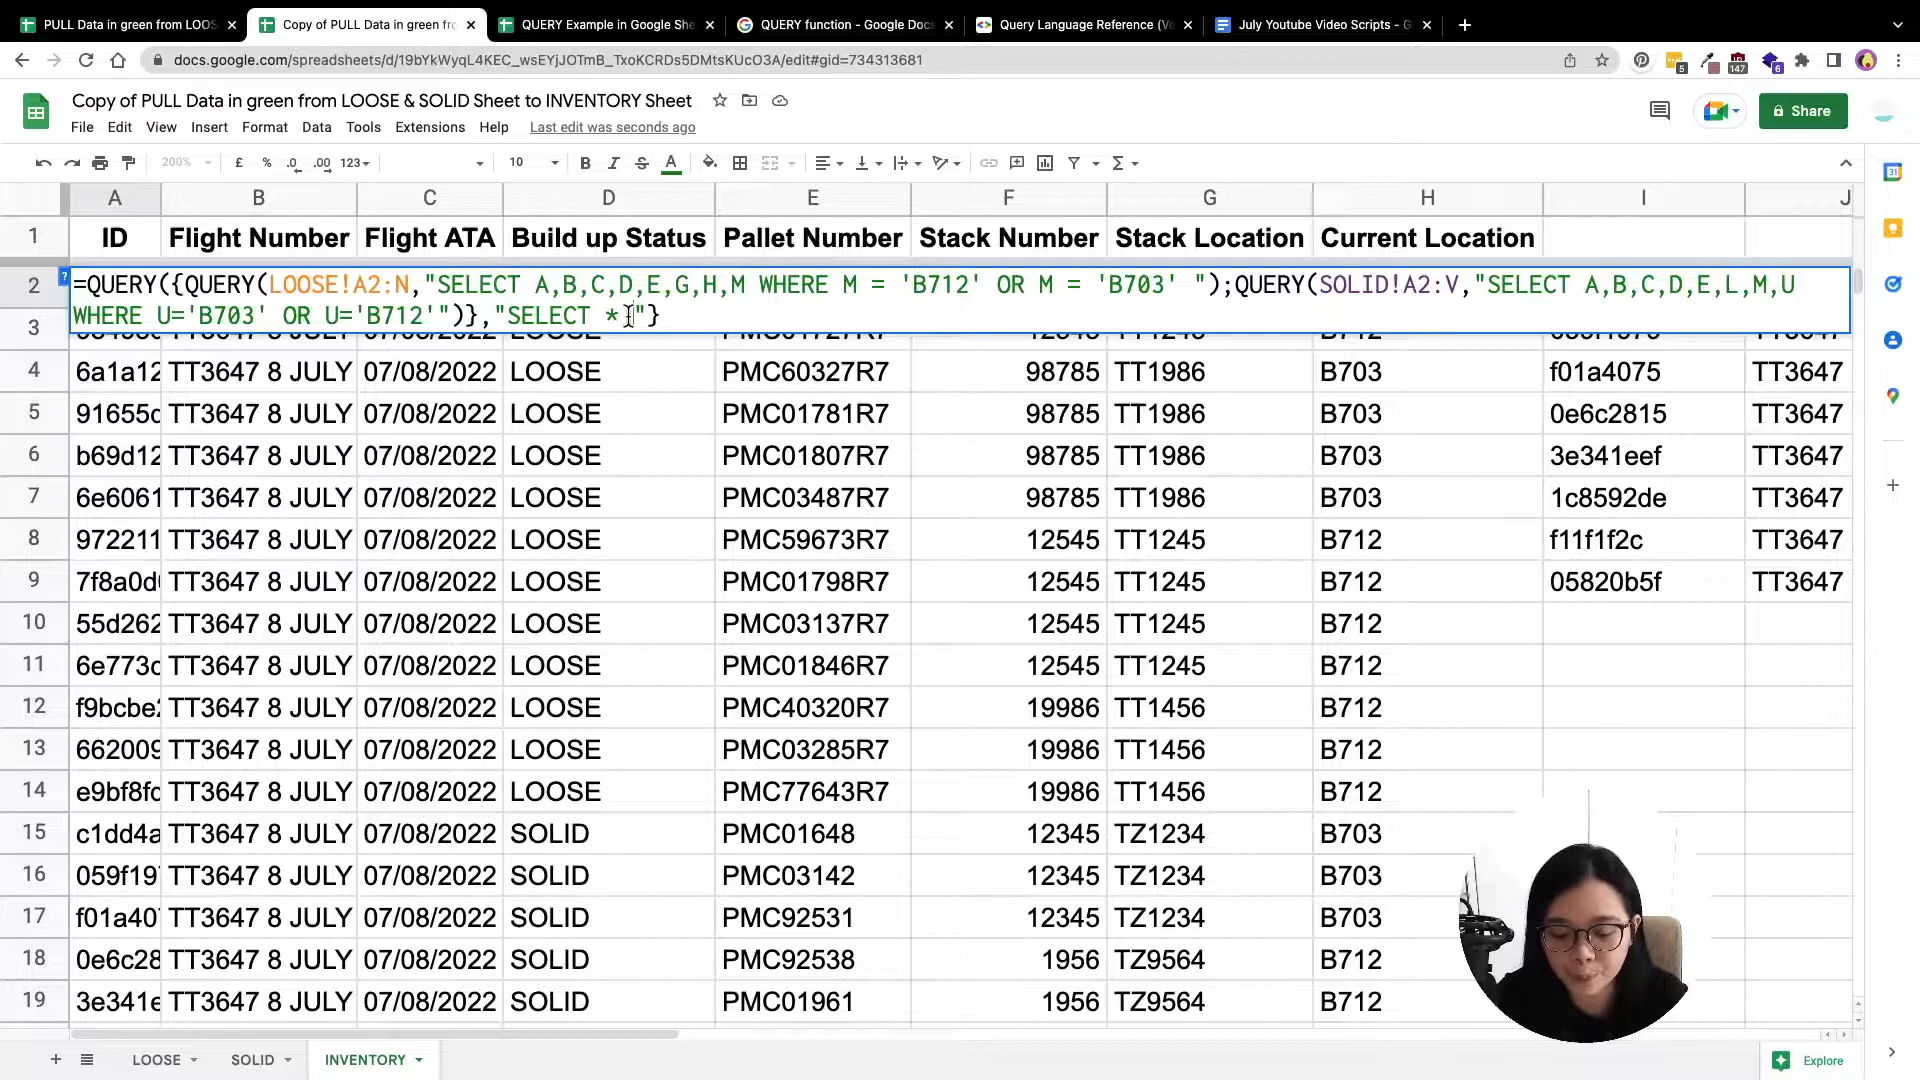 PULL Data in green from LOOS
Copy of PULL Data in green fro
QUERY Example in Google She
QUERY function - Google Docs
Query Language Reference (Ve
July Youtube Video Scripts - G
docs.google.com/spreadsheets/d/19bYkWyqL4KEC_wsEYjJOTmB_TxoKCRDs5DMtsKUcO3A/edit#gid=734313681
5
147
6
Copy of PULL Data in green from LOOSE & SOLID Sheet to INVENTORY Sheet
File Edit View Insert Format Data Tools Extensions Help Last edit was seconds ago
Share
200% £ % .0 .00 123 10 B I S A
31
A B C D E F G H I J
1 ID Flight Number Flight ATA Build up Status Pallet Number Stack Number Stack Location Current Location
2 =QUERY({QUERY(LOOSE!A2:N,"SELECT A,B,C,D,E,G,H,M WHERE M = 'B712' OR M = 'B703' ");QUERY(SOLID!A2:V,"SELECT A,B,C,D,E,L,M,U
WHERE U='B703' OR U='B712'")},"SELECT * "}
3
4 6a1a12 TT3647 8 JULY 07/08/2022 LOOSE PMC60327R7 98785 TT1986 B703 f01a4075 TT3647
5 91655c TT3647 8 JULY 07/08/2022 LOOSE PMC01781R7 98785 TT1986 B703 0e6c2815 TT3647
6 b69d12 TT3647 8 JULY 07/08/2022 LOOSE PMC01807R7 98785 TT1986 B703 3e341eef TT3647
7 6e6061 TT3647 8 JULY 07/08/2022 LOOSE PMC03487R7 98785 TT1986 B703 1c8592de TT3647
8 972211 TT3647 8 JULY 07/08/2022 LOOSE PMC59673R7 12545 TT1245 B712 f11f1f2c TT3647
9 7f8a0d TT3647 8 JULY 07/08/2022 LOOSE PMC01798R7 12545 TT1245 B712 05820b5f TT3647
10 55d262 TT3647 8 JULY 07/08/2022 LOOSE PMC03137R7 12545 TT1245 B712
11 6e773c TT3647 8 JULY 07/08/2022 LOOSE PMC01846R7 12545 TT1245 B712
12 f9bcbe TT3647 8 JULY 07/08/2022 LOOSE PMC40320R7 19986 TT1456 B712
13 662009 TT3647 8 JULY 07/08/2022 LOOSE PMC03285R7 19986 TT1456 B712
14 e9bf8fc TT3647 8 JULY 07/08/2022 LOOSE PMC77643R7 19986 TT1456 B712
15 c1dd4a TT3647 8 JULY 07/08/2022 SOLID PMC01648 12345 TZ1234 B703
16 059f19 TT3647 8 JULY 07/08/2022 SOLID PMC03142 12345 TZ1234 B703
17 f01a40 TT3647 8 JULY 07/08/2022 SOLID PMC92531 12345 TZ1234 B703
18 0e6c28 TT3647 8 JULY 07/08/2022 SOLID PMC92538 1956 TZ9564 B712
19 3e341e TT3647 8 JULY 07/08/2022 SOLID PMC01961 1956 TZ9564 B712
LOOSE SOLID INVENTORY Explore